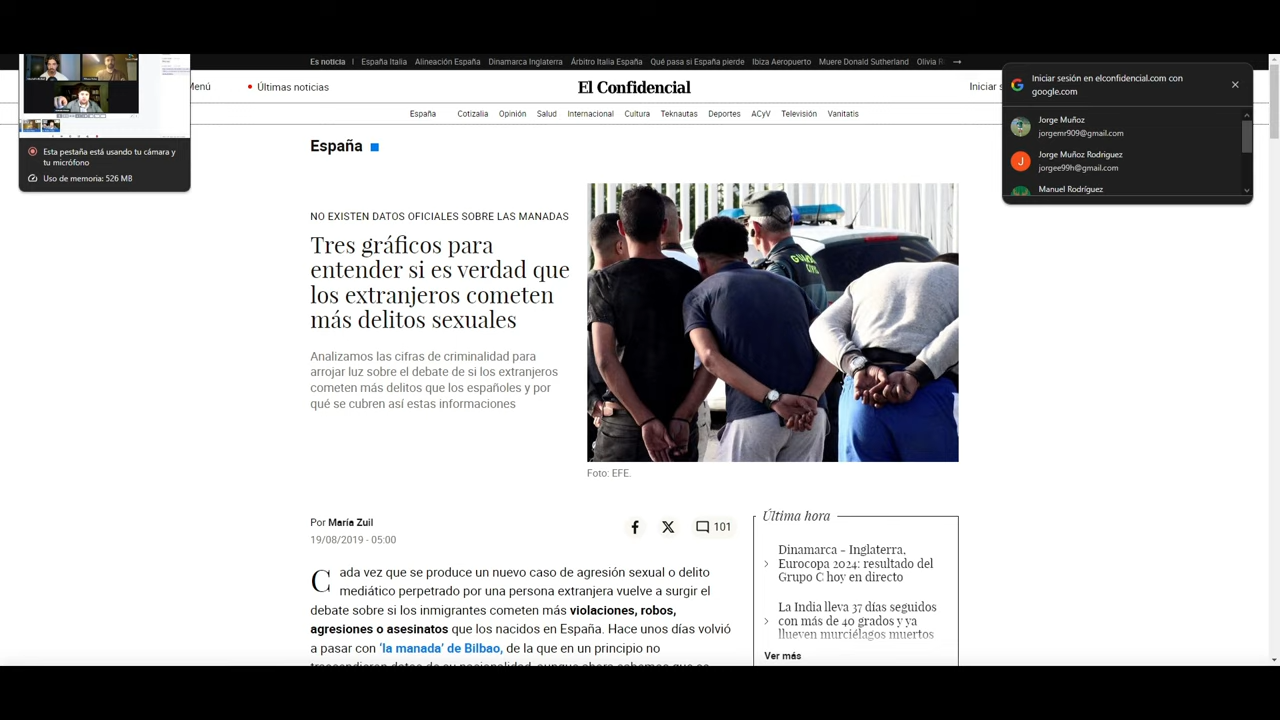 Es noticia
España Italia
Alineación España
Dinamarca Inglaterra
Árbitro Italia España
Qué pasa si España pierde
Ibiza Aeropuerto
Muere Donald Sutherland
Olivia
Menú
Últimas noticias
El Confidencial
Iniciar s
España
Cotizalia
Opinión
Salud
Internacional
Cultura
Teknautas
Deportes
ACyV
Televisión
Vanitatis
Esta pestaña está usando tu cámara y
tu micrófono
Uso de memoria: 526 MB
Iniciar sesión en elconfidencial.com con
google.com
Jorge Muñoz
jorgemr909@gmail.com
J
Jorge Muñoz Rodriguez
jorgee99h@gmail.com
Manuel Rodríguez
España
NO EXISTEN DATOS OFICIALES SOBRE LAS MANADAS
Tres gráficos para
entender si es verdad que
los extranjeros cometen
más delitos sexuales
Analizamos las cifras de criminalidad para
arrojar luz sobre el debate de si los extranjeros
cometen más delitos que los españoles y por
qué se cubren así estas informaciones
GUARDIA
CIVIL
Foto: EFE.
Por María Zuil
19/08/2019 - 05:00
101
Cada vez que se produce un nuevo caso de agresión sexual o delito
mediático perpetrado por una persona extranjera vuelve a surgir el
debate sobre si los inmigrantes cometen más violaciones, robos,
agresiones o asesinatos que los nacidos en España. Hace unos días volvió
a pasar con 'la manada' de Bilbao, de la que en un principio no
Última hora
Dinamarca - Inglaterra,
Eurocopa 2024: resultado del
Grupo C hoy en directo
La India lleva 37 días seguidos
con más de 40 grados y ya
llueven murciélagos muertos
Ver más